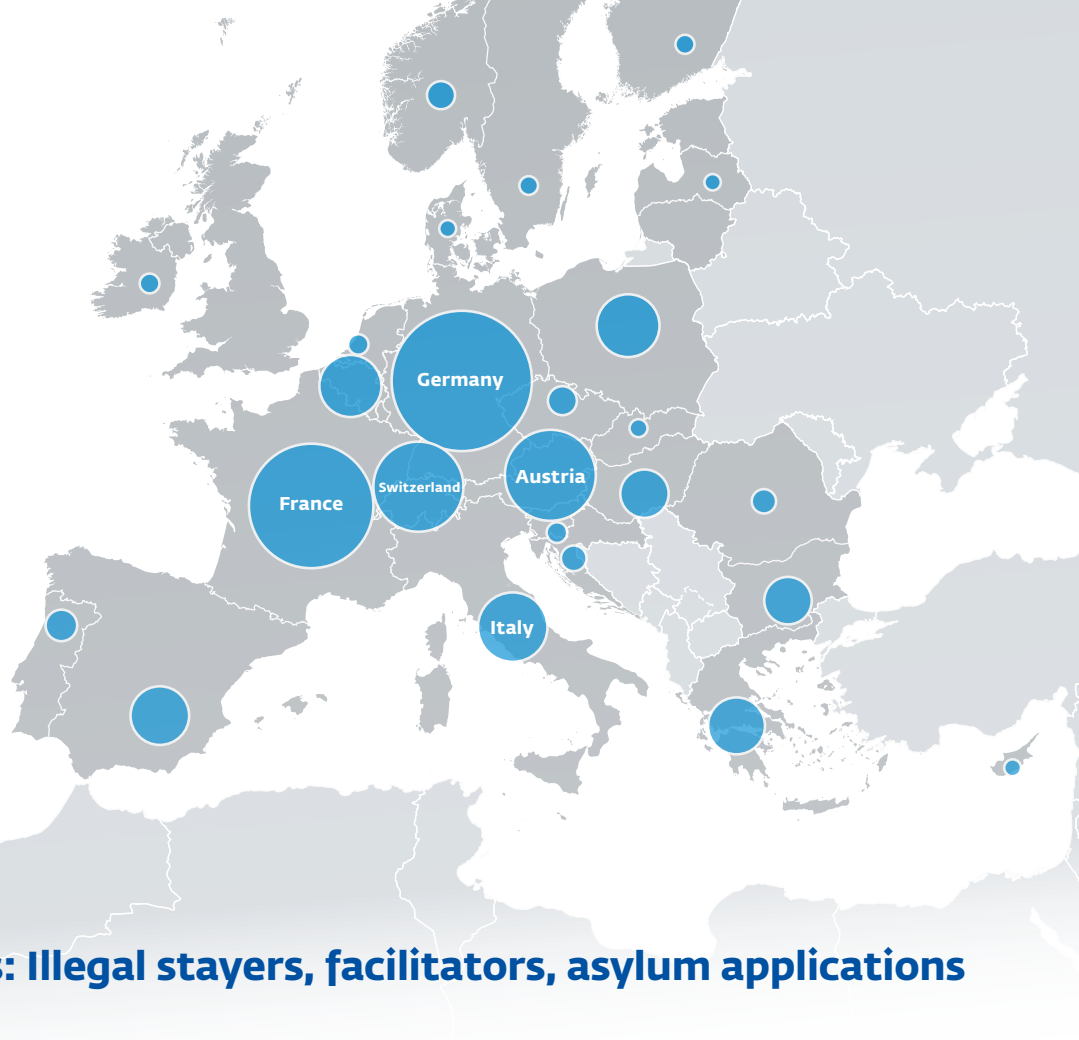 Germany
Austria
Switzerland
France
Italy
s: Illegal stayers, facilitators, asylum applications